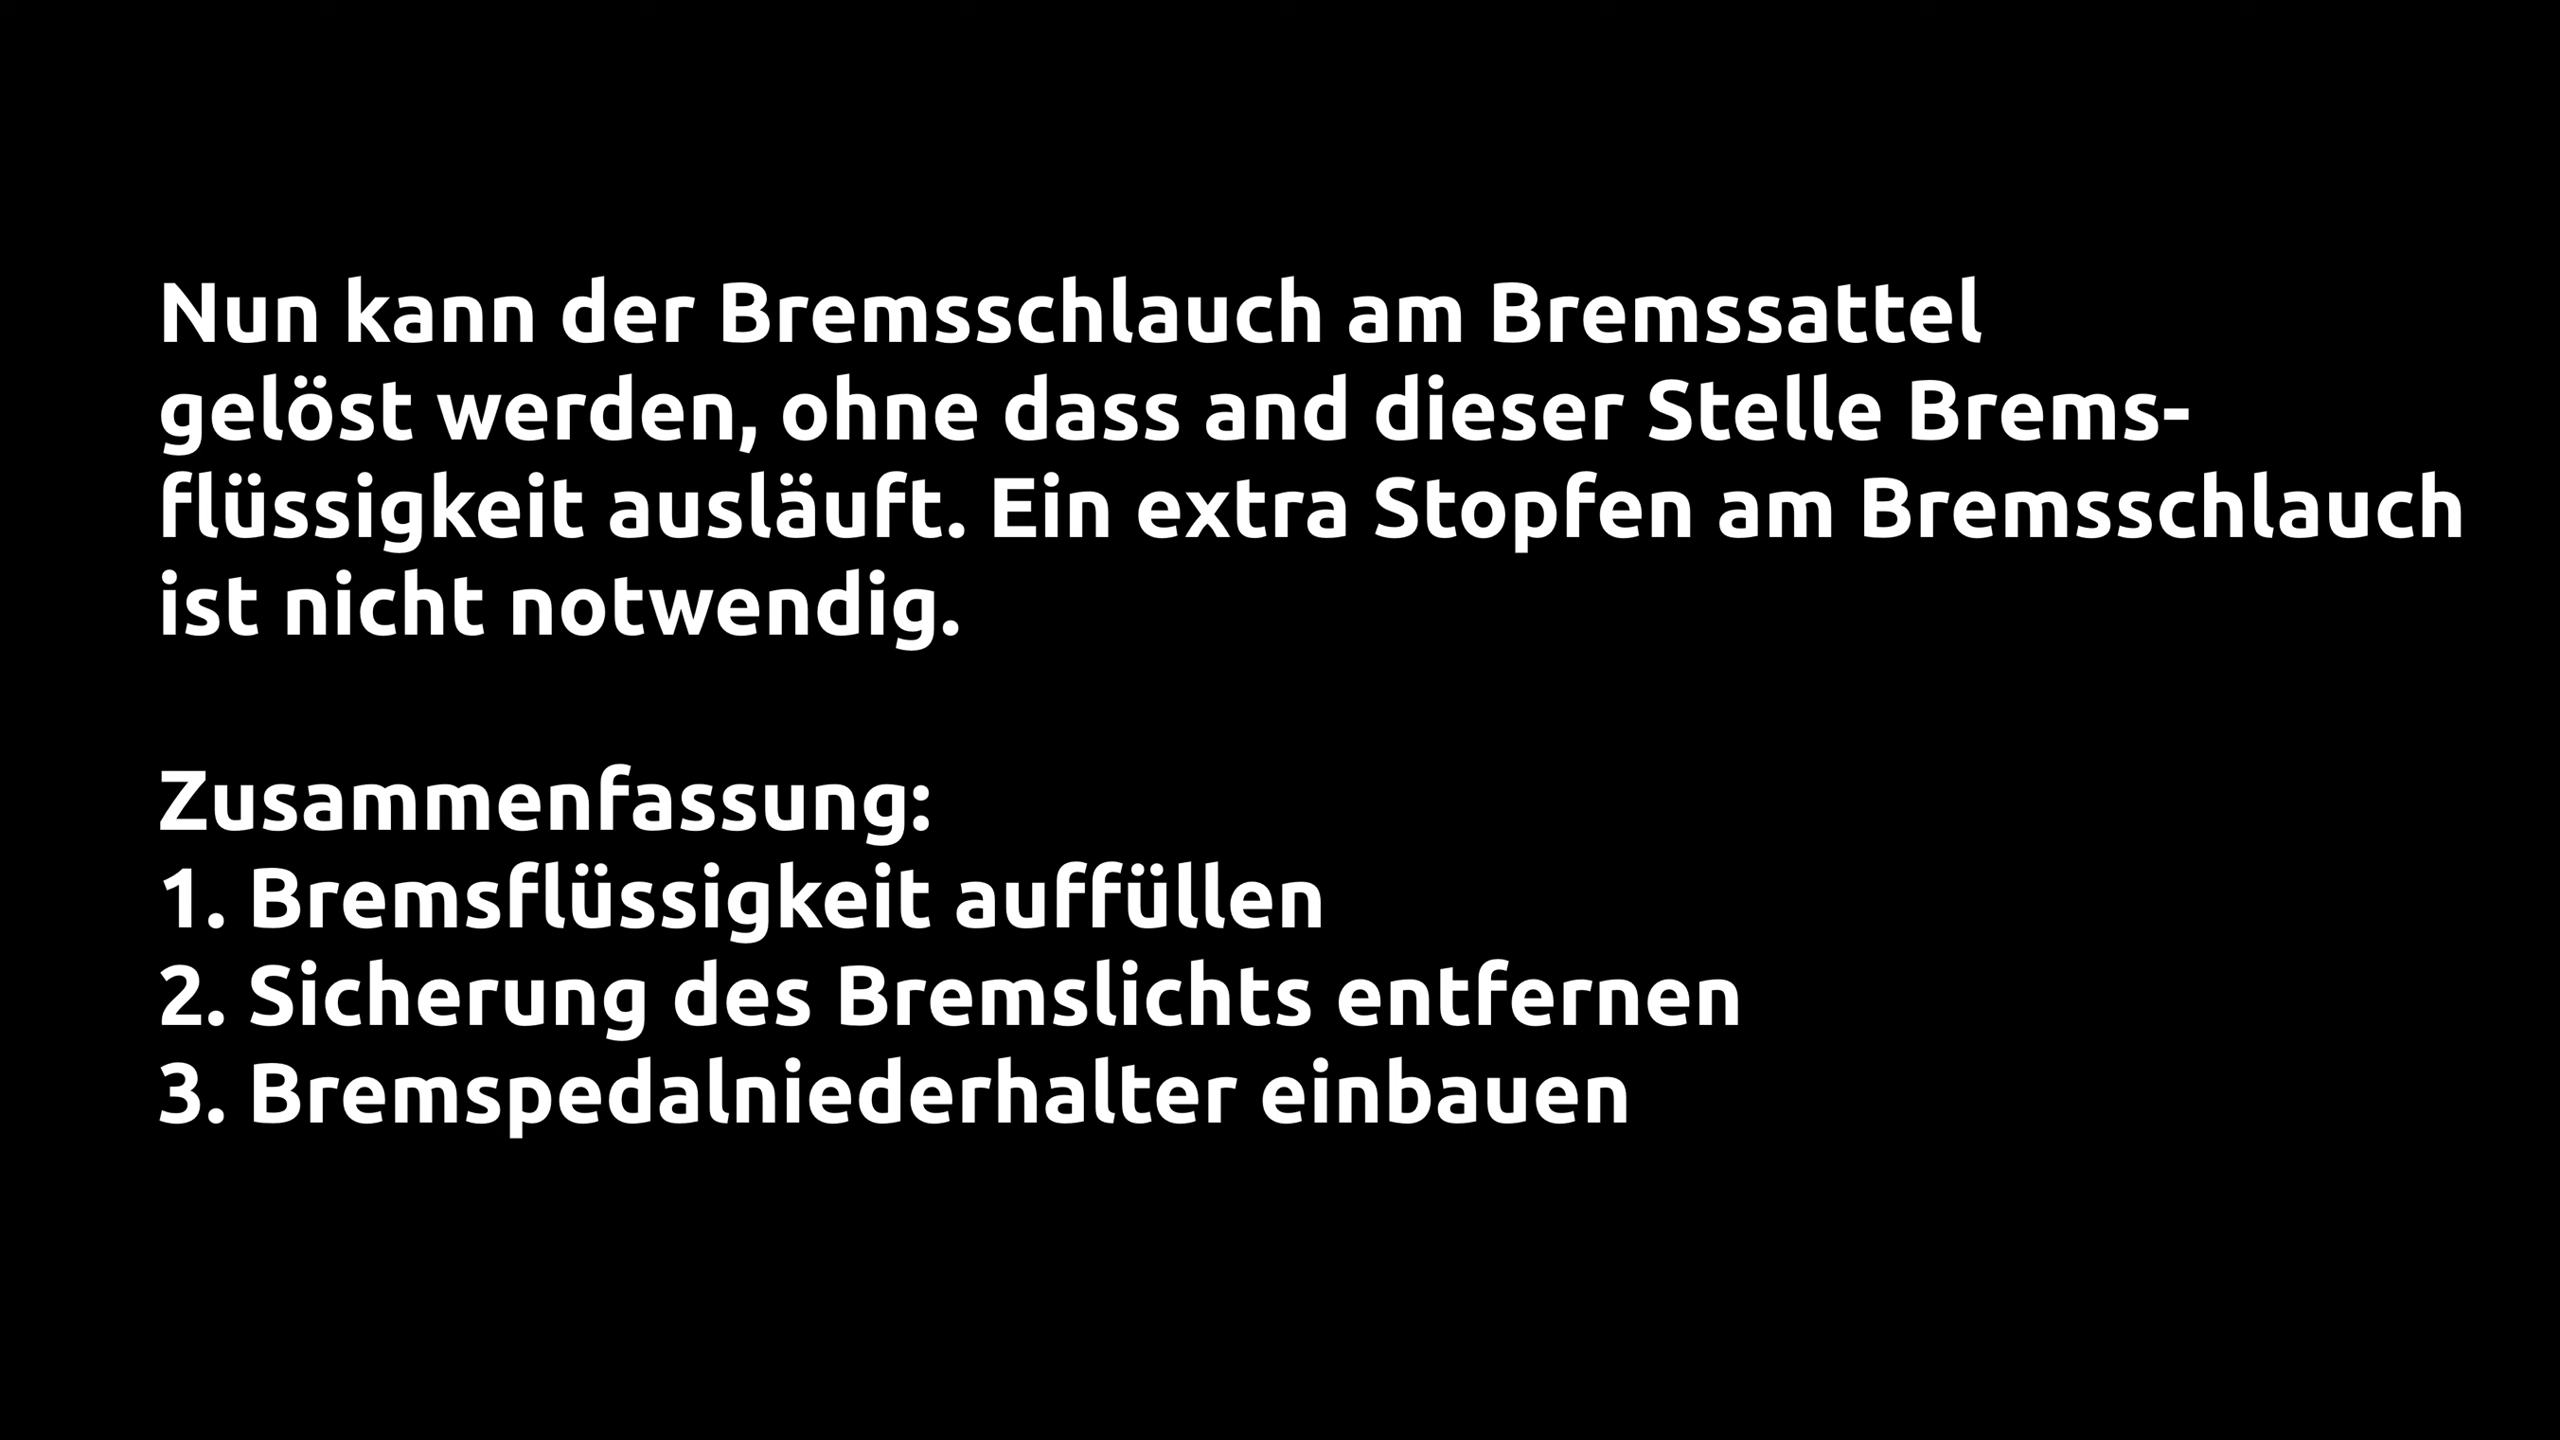 Nun kann der Bremsschlauch am Bremssattel
gelöst werden, ohne dass and dieser Stelle Brems-
flüssigkeit ausläuft. Ein extra Stopfen am Bremsschlauch
ist nicht notwendig.
Zusammenfassung:
1. Bremsflüssigkeit auffüllen
2. Sicherung des Bremslichts entfernen
3. Bremspedalniederhalter einbauen